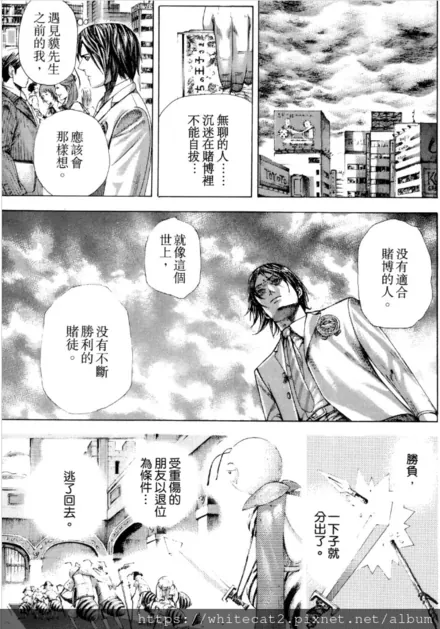 無聊的人……
沉迷在賭博裡
不能自拔…
遇見貘先生
之前的我，
應該會
那樣想。
没有適合
賭博的人。
就像這個
世上，
没有不斷
勝利的
賭徒。
勝負，
一下子就
分出了。
受重傷的
朋友以退位
為條件…
逃了回去。
https://whitecat2.pixnet.net/album